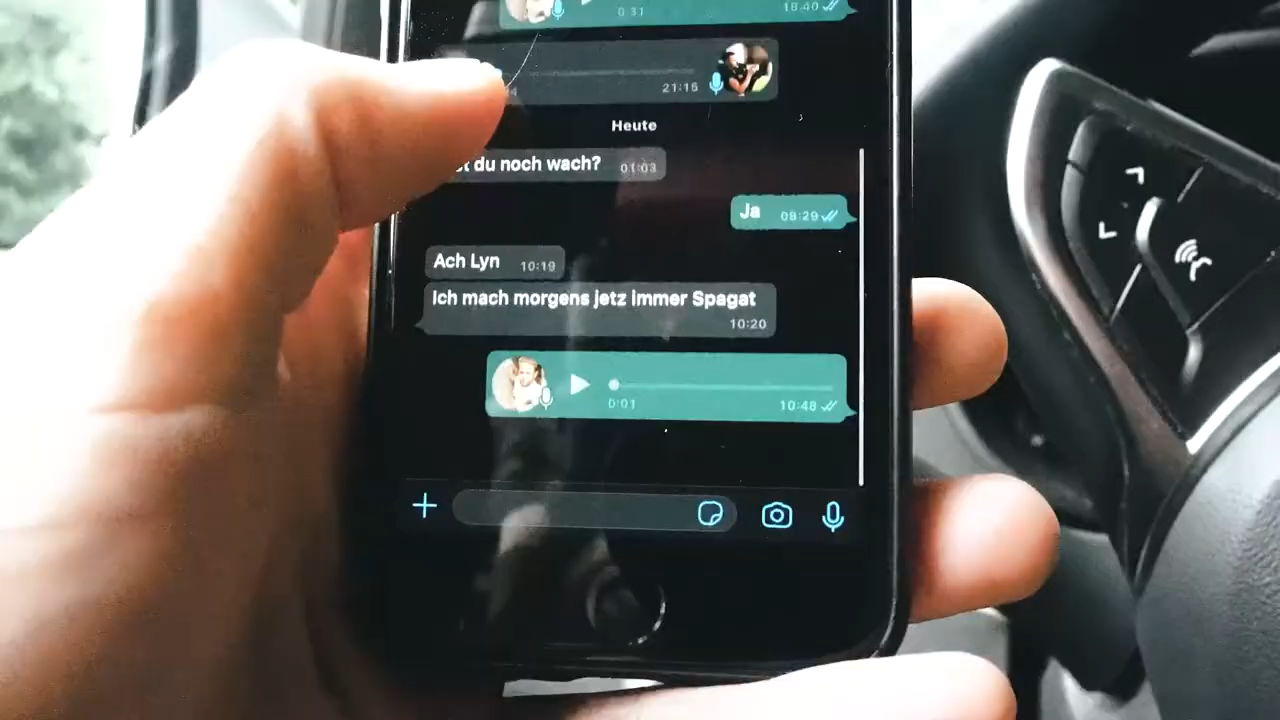 0:31 18:40
21:15
Heute
du noch wach? 01:03
Ja 08:29
Ach Lyn 10:19
Ich mach morgens jetz immer Spagat
10:20
0:01 10:48